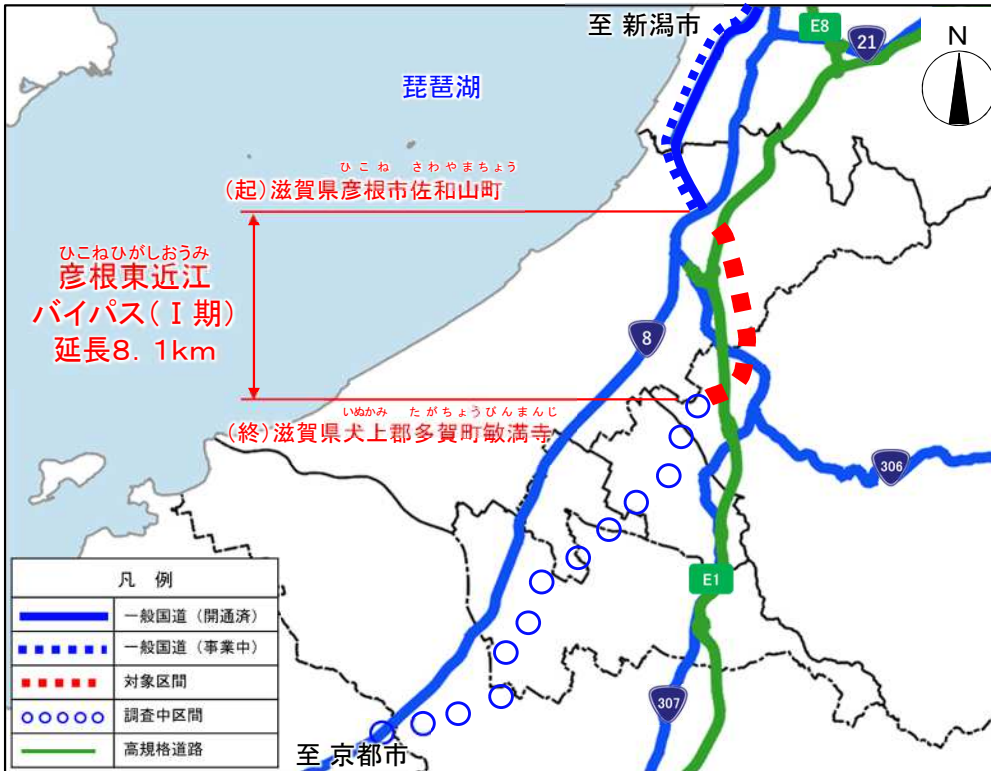 至 新潟市
E8
21
N
琵琶湖
ひこね さわやまちょう
(起)滋賀県彦根市佐和山町
ひこねひがしおうみ
彦根東近江
バイパス(Ⅰ期)
延長8.1km
8
いぬかみ たがちょうびんまんじ
(終)滋賀県犬上郡多賀町敏満寺
306
E1
307
至 京都市
凡 例
一般国道(開通済)
一般国道(事業中)
対象区間
調査中区間
高規格道路